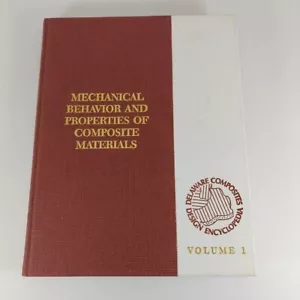 MECHANICAL
BEHAVIOR AND
PROPERTIES OF
COMPOSITE
MATERIALS
DELAWARE COMPOSITES
DESIGN ENCYCLOPEDIA
VOLUME 1